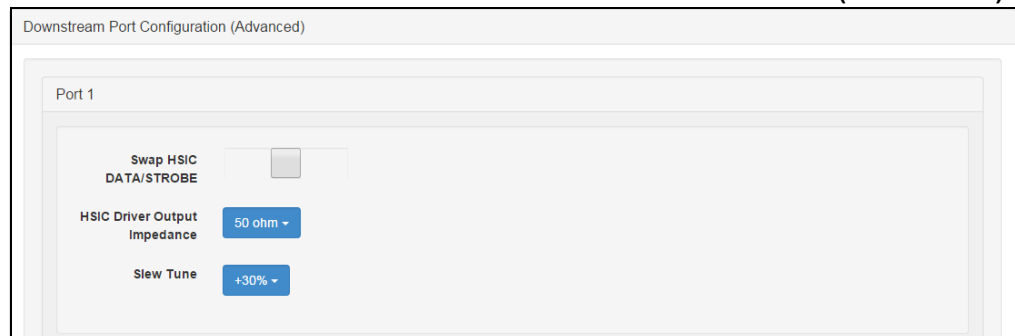 Downstream Port Configuration (Advanced)
Port 1
Swap HSIC
DATA/STROBE
HSIC Driver Output
Impedance
50 ohm
Slew Tune
+30%